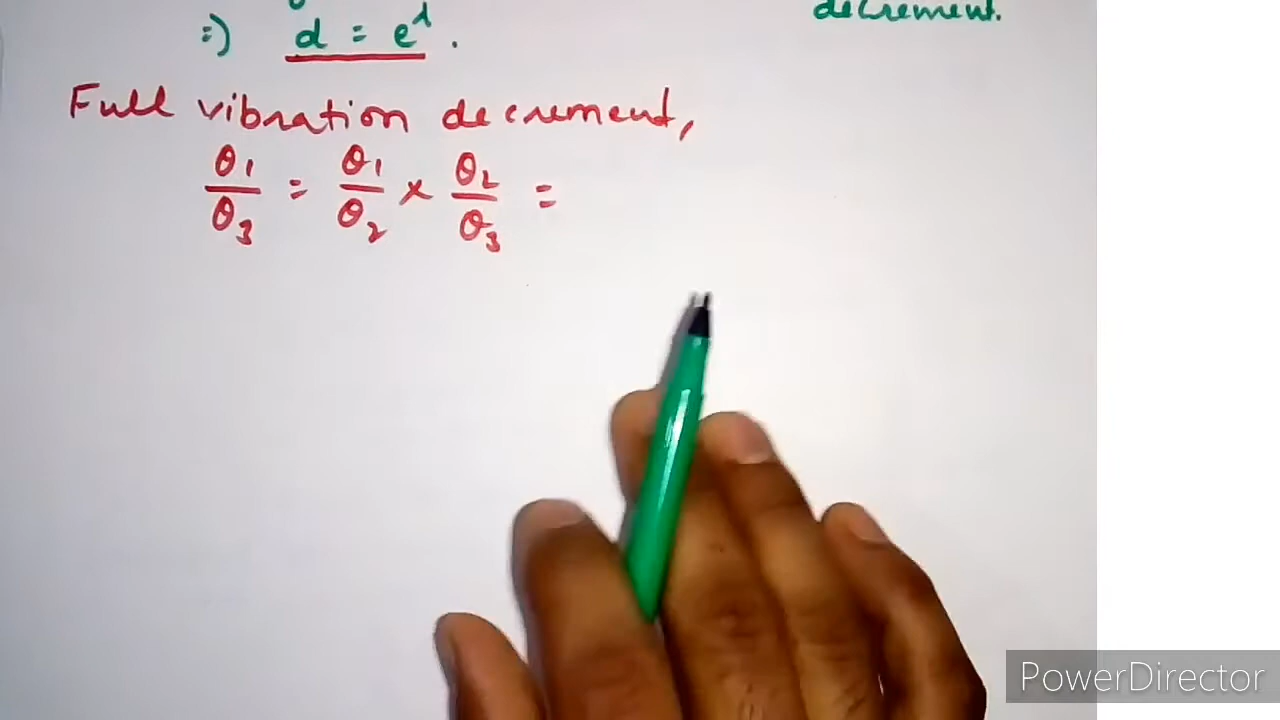 decrement.
=) d = e^λ.
Full vibration decrement,
θ1/θ3 = θ1/θ2 × θ2/θ3 =
PowerDirector